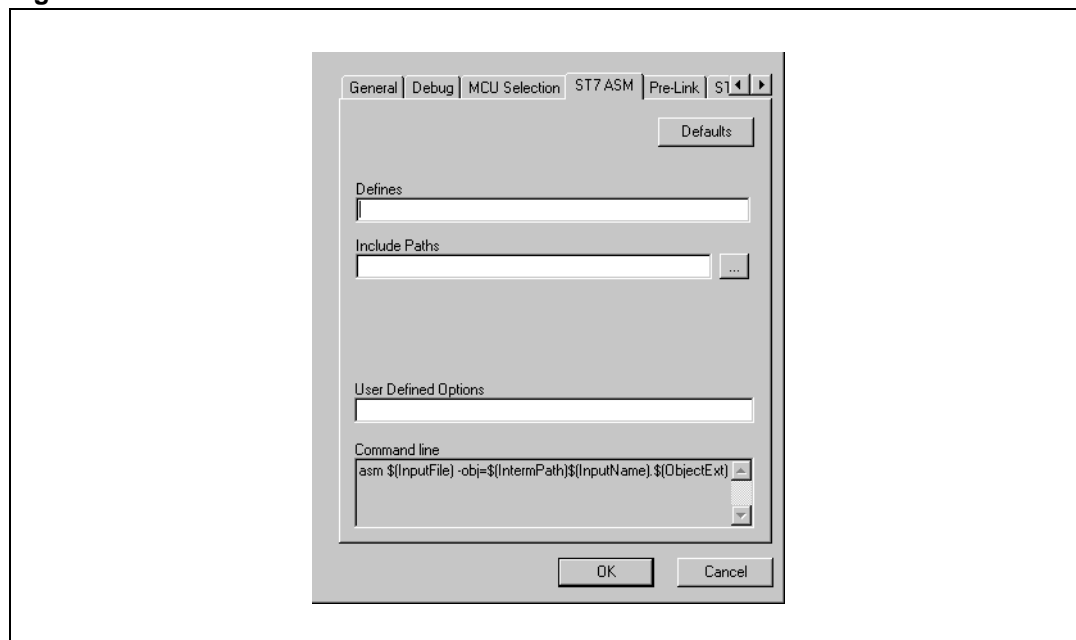 General Debug MCU Selection ST7 ASM Pre-Link
Defaults
Defines
Include Paths
...
User Defined Options
Command line
asm $(InputFile) -obj=$(IntermPath)$(InputName).$(ObjectExt)
OK Cancel